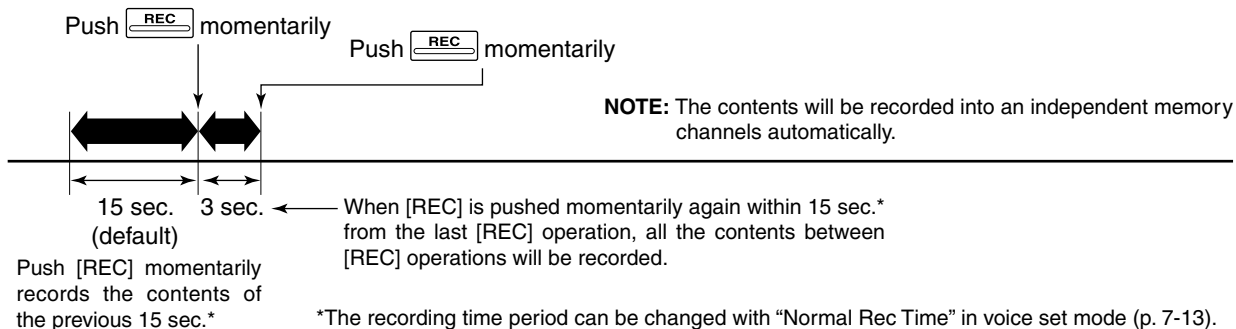 Push REC momentarily
Push REC momentarily
NOTE: The contents will be recorded into an independent memory
channels automatically.
15 sec.
(default)
3 sec.
Push [REC] momentarily
records the contents of
the previous 15 sec.*
When [REC] is pushed momentarily again within 15 sec.*
from the last [REC] operation, all the contents between
[REC] operations will be recorded.
*The recording time period can be changed with “Normal Rec Time” in voice set mode (p. 7-13).